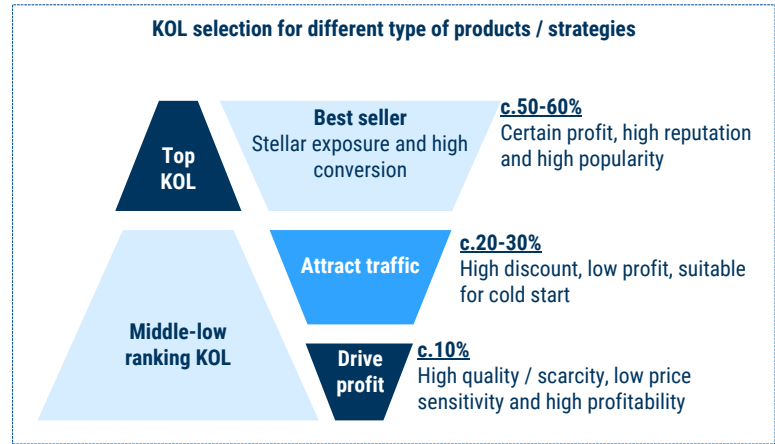 KOL selection for different type of products / strategies
Top
KOL
Best seller
Stellar exposure and high
conversion
c.50-60%
Certain profit, high reputation
and high popularity
Middle-low
ranking KOL
Attract traffic
c.20-30%
High discount, low profit, suitable
for cold start
Drive
profit
c.10%
High quality / scarcity, low price
sensitivity and high profitability